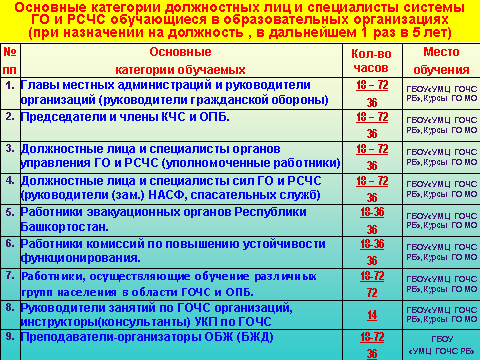 Основные категории должностных лиц и специалисты системы
ГО и РСЧС обучающиеся в образовательных организациях
(при назначении на должность , в дальнейшем 1 раз в 5 лет)
№
пп
Основные
категории обучаемых
Кол-во
часов
Место
обучения
1. Главы местных администраций и руководители
организаций (руководители гражданской обороны)
18 – 72
36
ГБОУ«УМЦ ГОЧС
РБ», Курсы ГО МО
2. Председатели и члены КЧС и ОПБ.
18 – 72
36
ГБОУ«УМЦ ГОЧС
РБ», Курсы ГО МО
3. Должностные лица и специалисты органов
управления ГО и РСЧС (уполномоченные работники)
18 – 72
36
ГБОУ«УМЦ ГОЧС
РБ», Курсы ГО МО
4. Должностные лица и специалисты сил ГО и РСЧС
(руководители (зам.) НАСФ, спасательных служб)
18 – 72
36
ГБОУ«УМЦ ГОЧС
РБ», Курсы ГО МО
5. Работники эвакуационных органов Республики
Башкортостан.
18-36
36
ГБОУ«УМЦ ГОЧС
РБ», Курсы ГО МО
6. Работники комиссий по повышению устойчивости
функционирования.
18-36
36
ГБОУ«УМЦ ГОЧС
РБ», Курсы ГО МО
7. Работники, осуществляющие обучение различных
групп населения в области ГОЧС и ОПБ.
18-72
72
ГБОУ«УМЦ ГОЧС
РБ», Курсы ГО МО
8. Руководители занятий по ГОЧС организаций,
инструкторы(консультанты) УКП по ГОЧС
14
ГБОУ«УМЦ ГОЧС
РБ», Курсы ГО МО
9. Преподаватели-организаторы ОБЖ (БЖД)
18-72
36
ГБОУ
«УМЦ ГОЧС РБ»